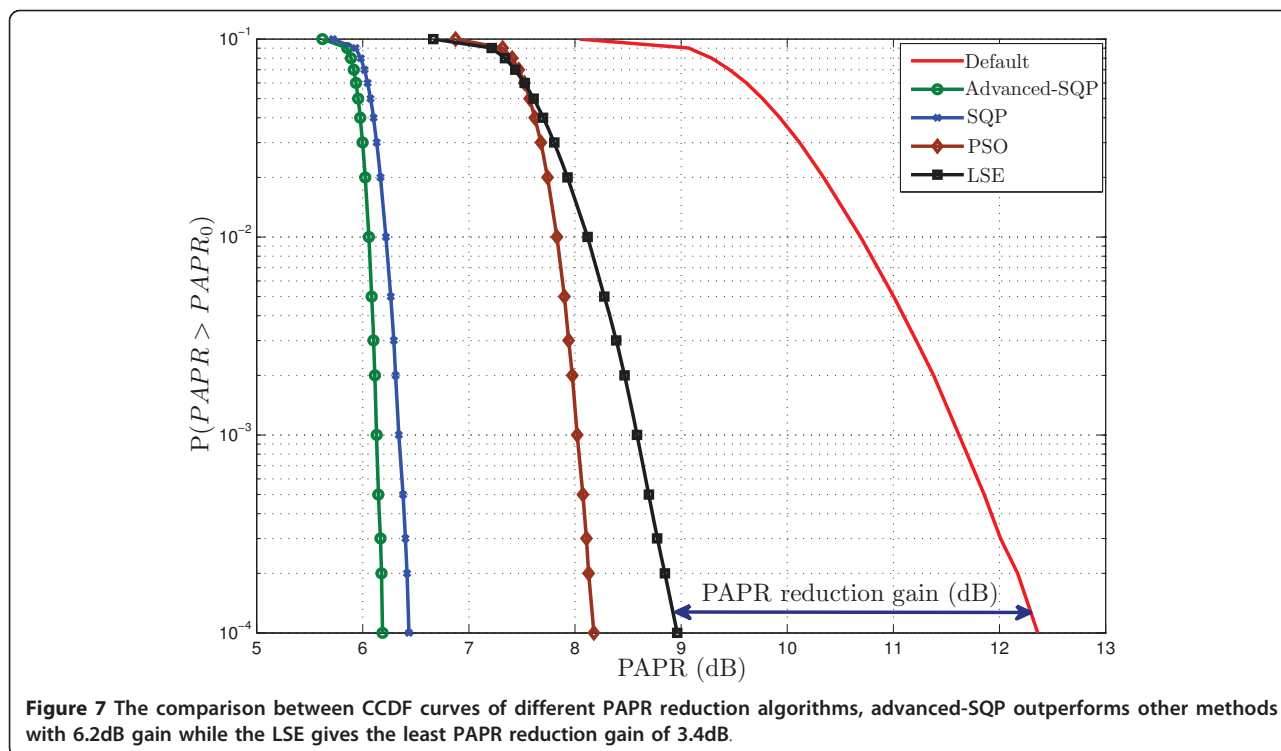 10⁻¹
10⁻²
10⁻³
10⁻⁴
P(PAPR > PAPR₀)
Default
Advanced-SQP
SQP
PSO
LSE
PAPR reduction gain (dB)
5 6 7 8 9 10 11 12 13
PAPR (dB)
Figure 7 The comparison between CCDF curves of different PAPR reduction algorithms, advanced-SQP outperforms other methods
with 6.2dB gain while the LSE gives the least PAPR reduction gain of 3.4dB.